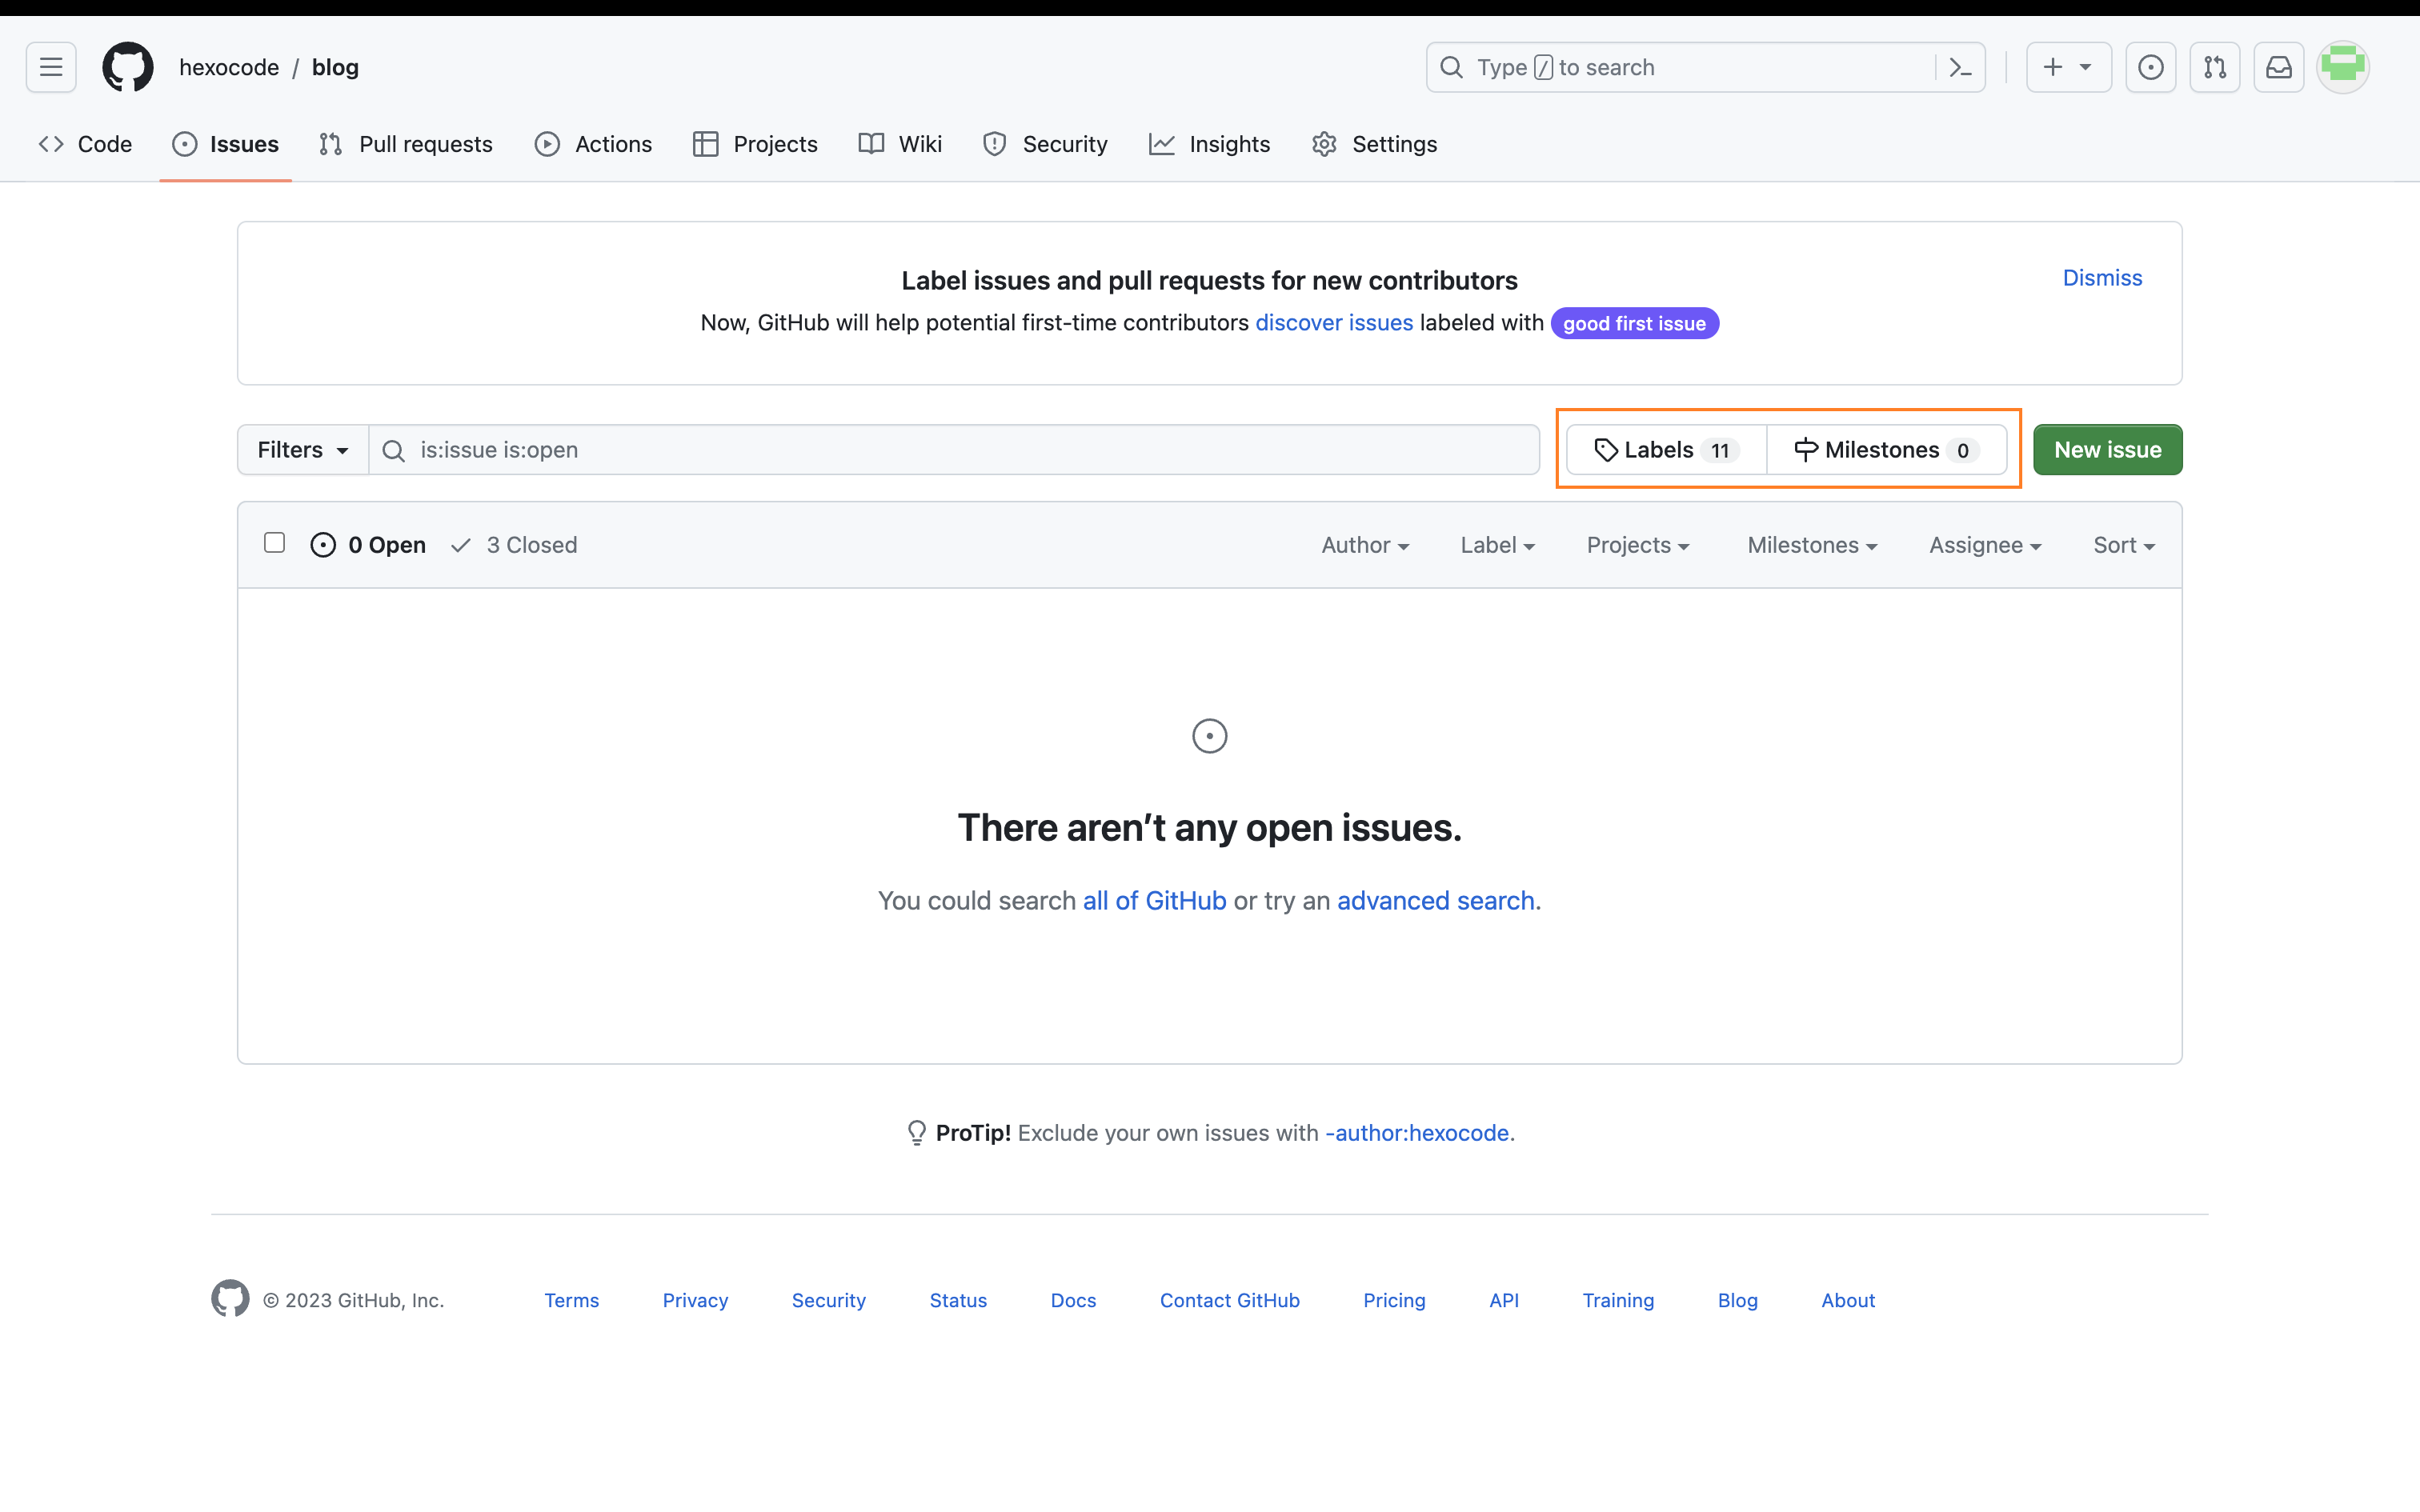 hexocode / blog
Type / to search
Code Issues Pull requests Actions Projects Wiki Security Insights Settings
Label issues and pull requests for new contributors
Dismiss
Now, GitHub will help potential first-time contributors discover issues labeled with good first issue
Filters is:issue is:open Labels 11 Milestones 0 New issue
0 Open 3 Closed Author Label Projects Milestones Assignee Sort
There aren’t any open issues.
You could search all of GitHub or try an advanced search.
ProTip! Exclude your own issues with -author:hexocode.
© 2023 GitHub, Inc. Terms Privacy Security Status Docs Contact GitHub Pricing API Training Blog About